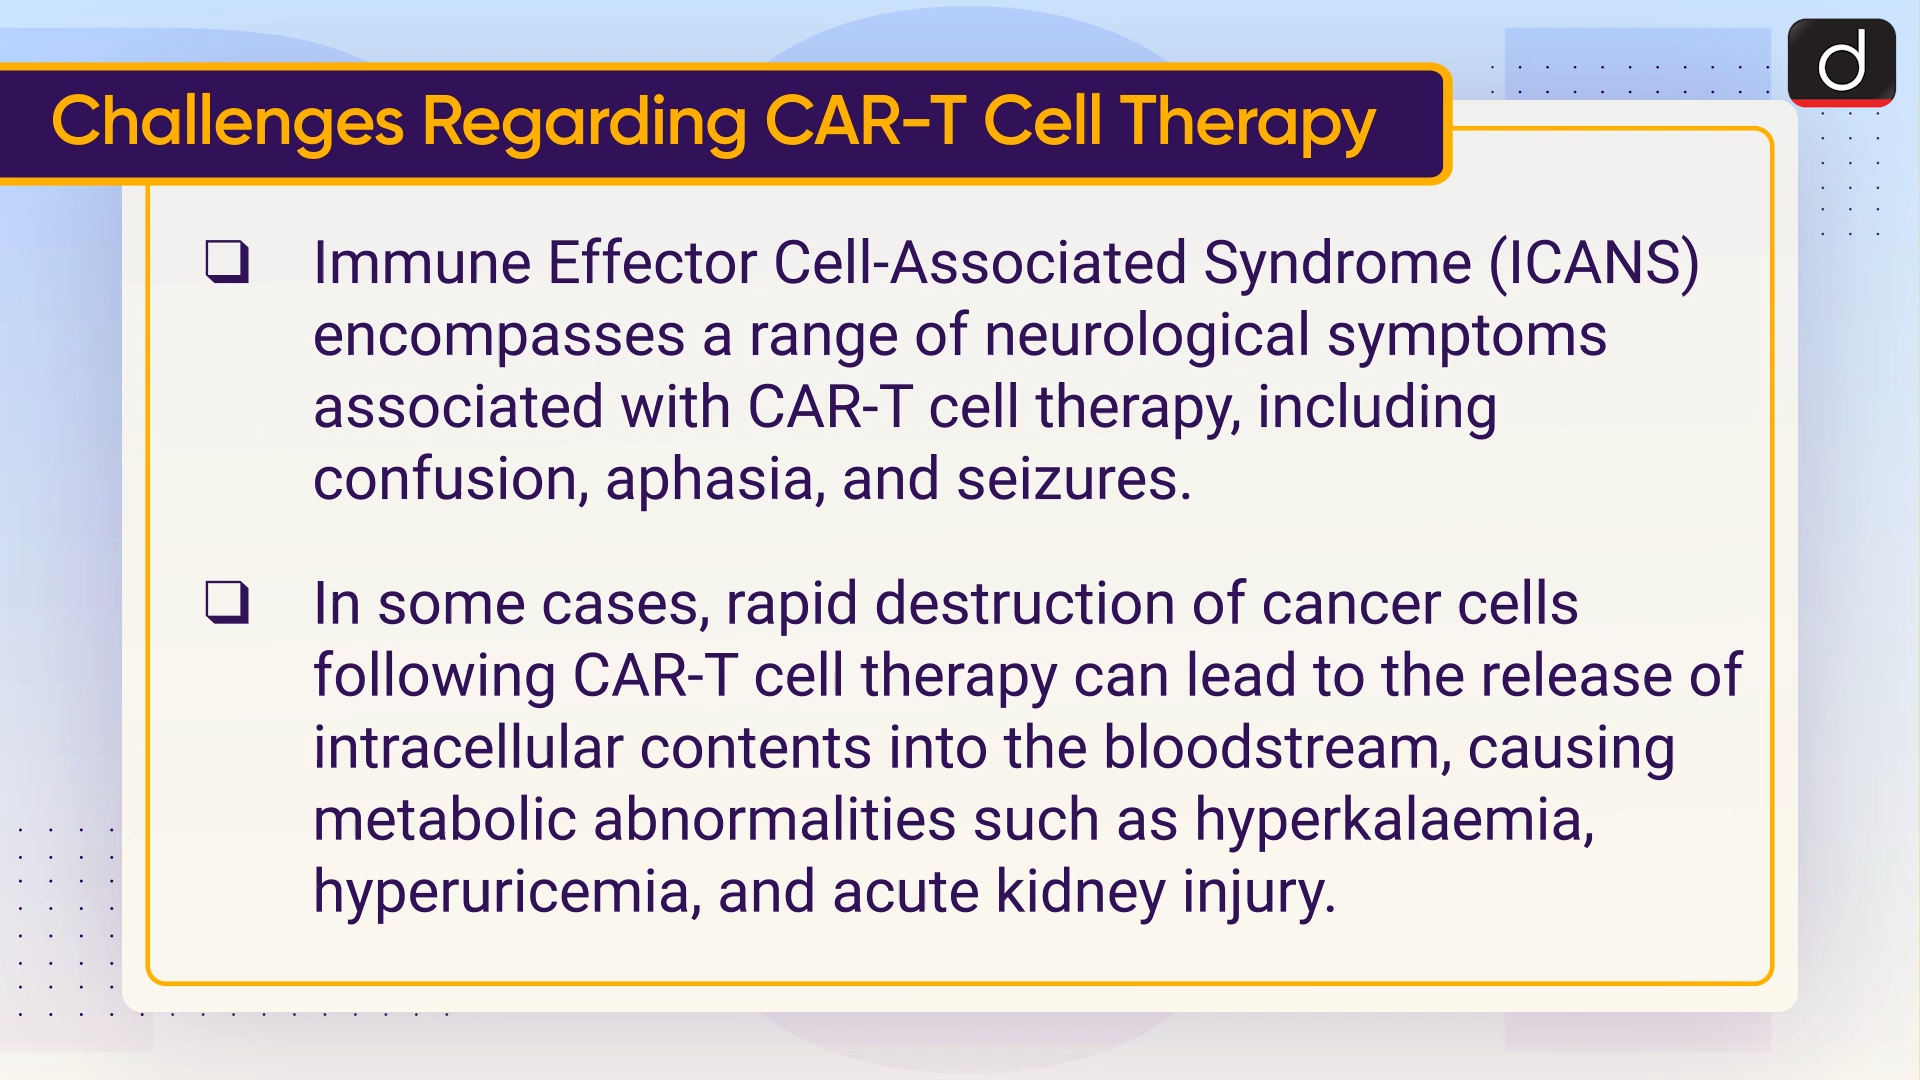 Challenges Regarding CAR-T Cell Therapy
d
❑ Immune Effector Cell-Associated Syndrome (ICANS)
encompasses a range of neurological symptoms
associated with CAR-T cell therapy, including
confusion, aphasia, and seizures.
❑ In some cases, rapid destruction of cancer cells
following CAR-T cell therapy can lead to the release of
intracellular contents into the bloodstream, causing
metabolic abnormalities such as hyperkalaemia,
hyperuricemia, and acute kidney injury.